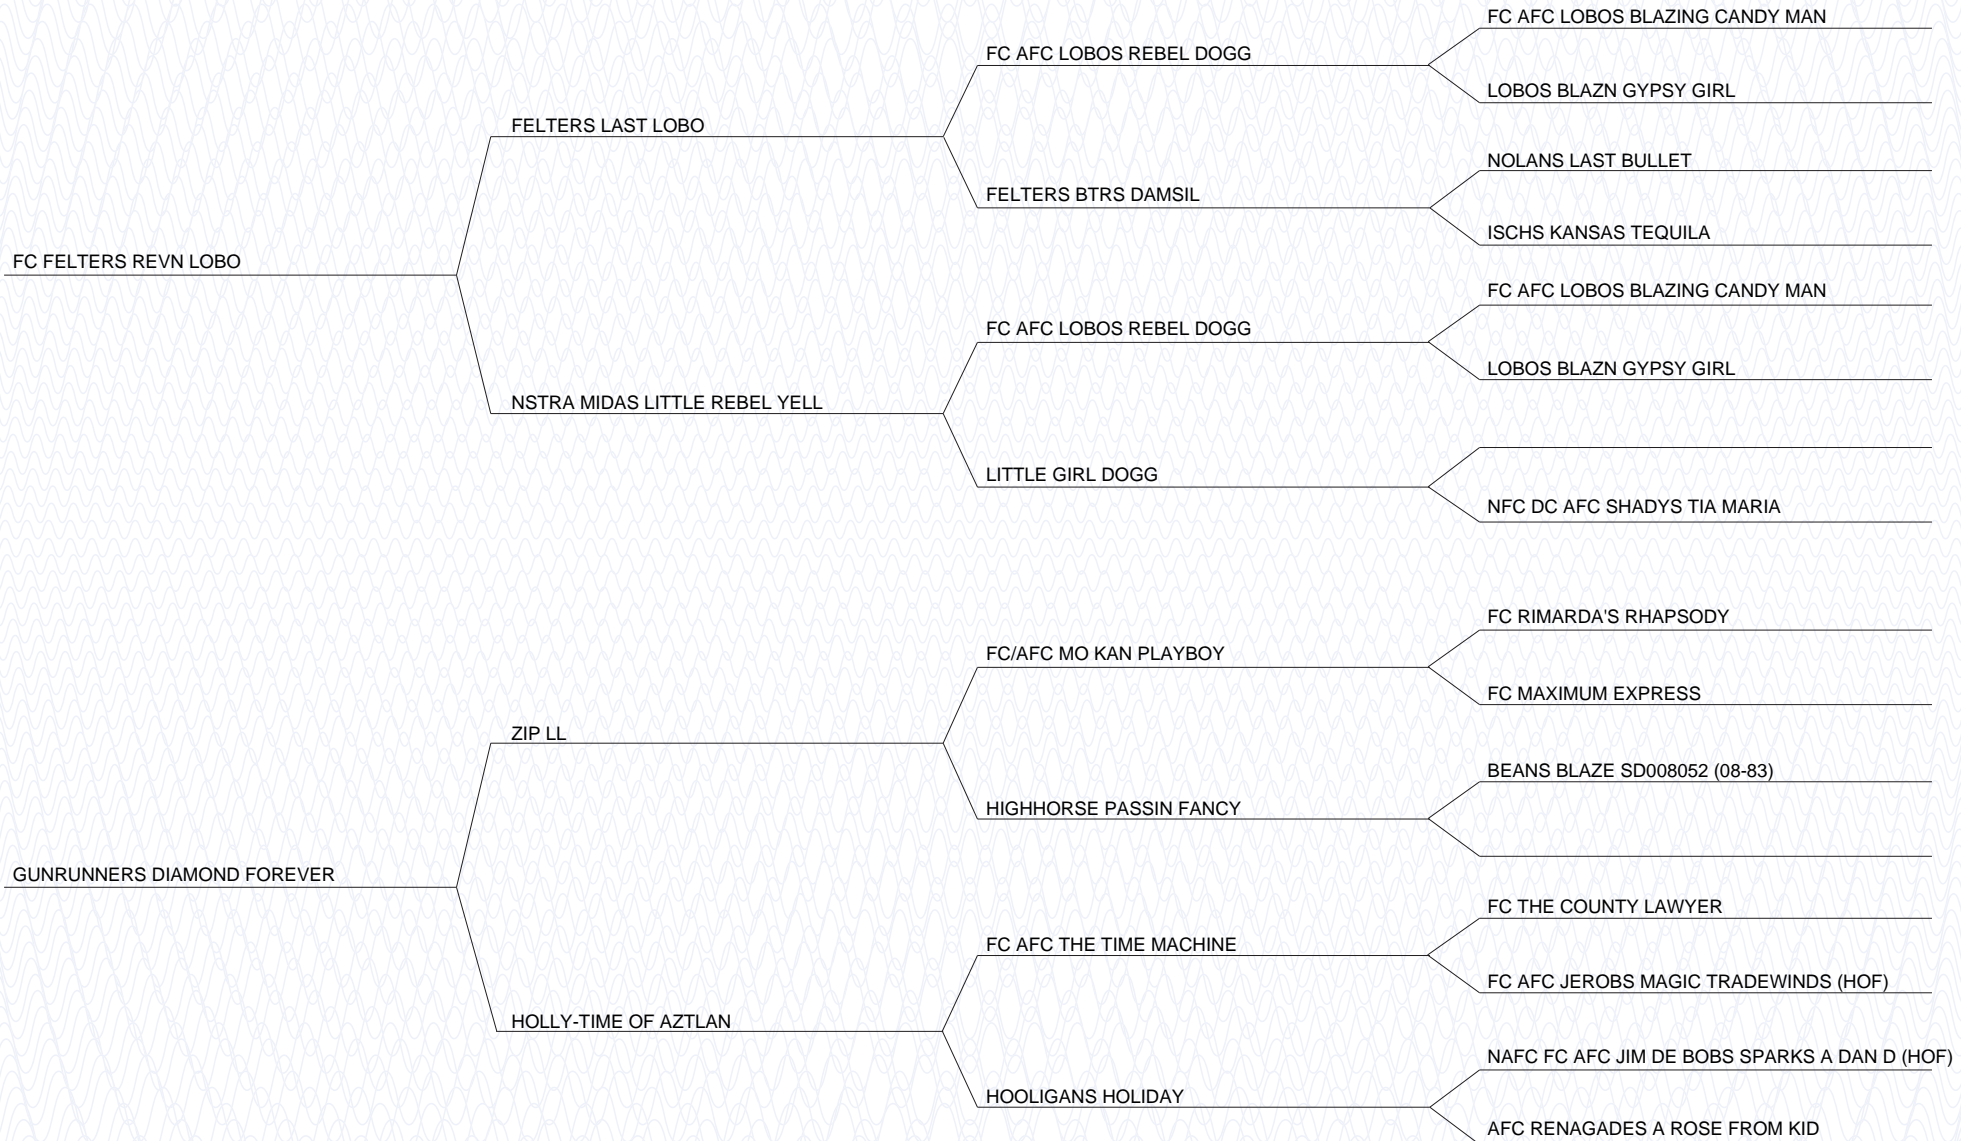 FC AFC LOBOS BLAZING CANDY MAN
FC AFC LOBOS REBEL DOGG
LOBOS BLAZN GYPSY GIRL
FELTERS LAST LOBO
NOLANS LAST BULLET
FELTERS BTRS DAMSIL
ISCHS KANSAS TEQUILA
FC FELTERS REVN LOBO
FC AFC LOBOS BLAZING CANDY MAN
FC AFC LOBOS REBEL DOGG
LOBOS BLAZN GYPSY GIRL
NSTRA MIDAS LITTLE REBEL YELL
LITTLE GIRL DOGG
NFC DC AFC SHADYS TIA MARIA
FC RIMARDA'S RHAPSODY
FC/AFC MO KAN PLAYBOY
FC MAXIMUM EXPRESS
ZIP LL
BEANS BLAZE SD008052 (08-83)
HIGHHORSE PASSIN FANCY
GUNRUNNERS DIAMOND FOREVER
FC THE COUNTY LAWYER
FC AFC THE TIME MACHINE
FC AFC JEROBS MAGIC TRADEWINDS (HOF)
HOLLY-TIME OF AZTLAN
NAFC FC AFC JIM DE BOBS SPARKS A DAN D (HOF)
HOOLIGANS HOLIDAY
AFC RENAGADES A ROSE FROM KID